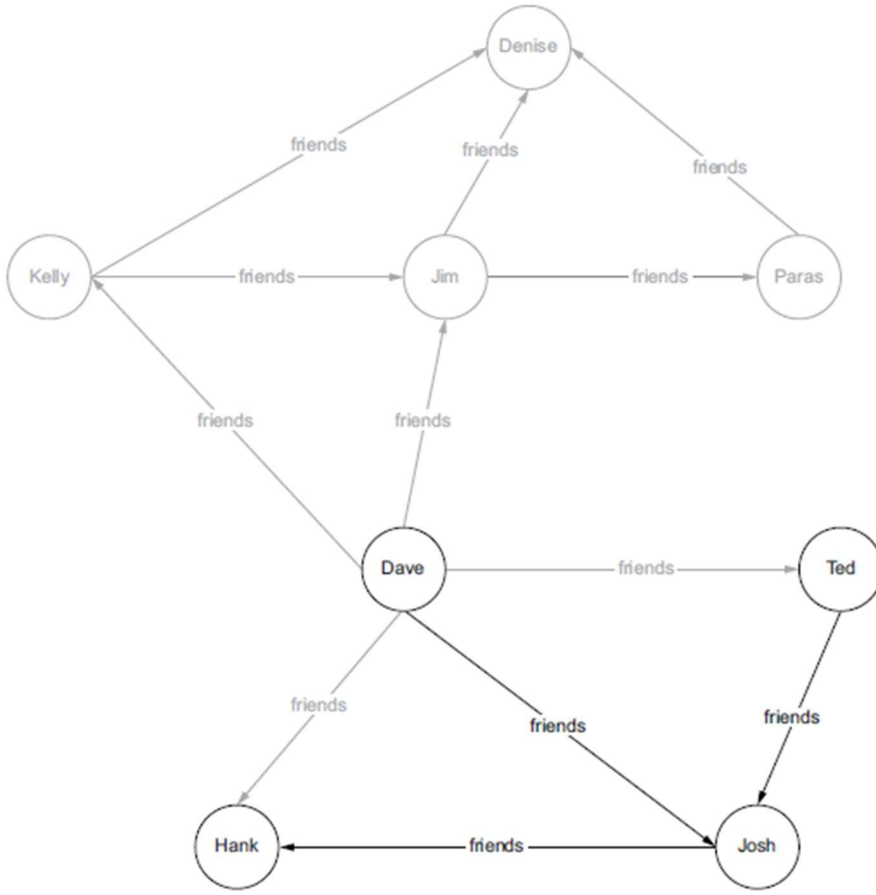 Denise
friends
friends
friends
Kelly
friends
Jim
friends
Paras
friends
friends
Dave
friends
Ted
friends
friends
friends
Hank
friends
Josh